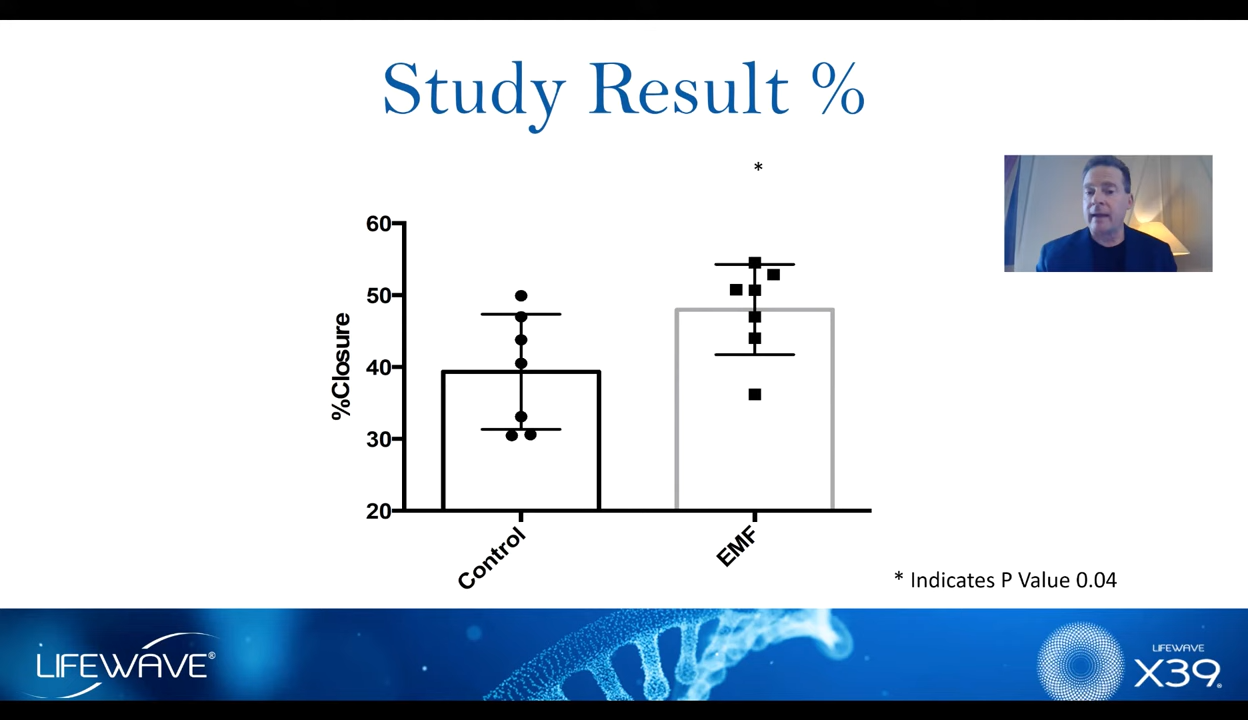 Study Result %
*
60
50
40
30
20
%Closure
Control
EMF
* Indicates P Value 0.04
LIFEWAVE®
LIFEWAVE
X39®